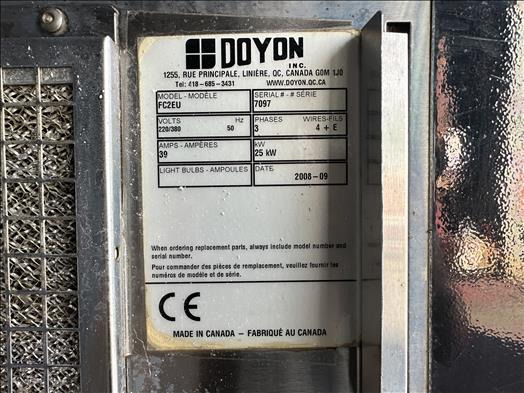 DOYON
INC.
1255, RUE PRINCIPALE, LINIÈRE, QC, CANADA G0M 1J0
Tel: 418-685-3431 WWW.DOYON.QC.CA
MODEL - MODÈLE SERIAL # - # SÉRIE
FC2EU 7097
VOLTS Hz PHASES WIRES-FILS
220/380 50 3 4 + E
AMPS - AMPÈRES kW
39 25 kW
LIGHT BULBS - AMPOULES DATE
2008-09
When ordering replacement parts, always include model number and
serial number.
Pour commander des pièces de remplacement, veuillez fournir les
numéros de modèle et de série.
CE
MADE IN CANADA - FABRIQUÉ AU CANADA